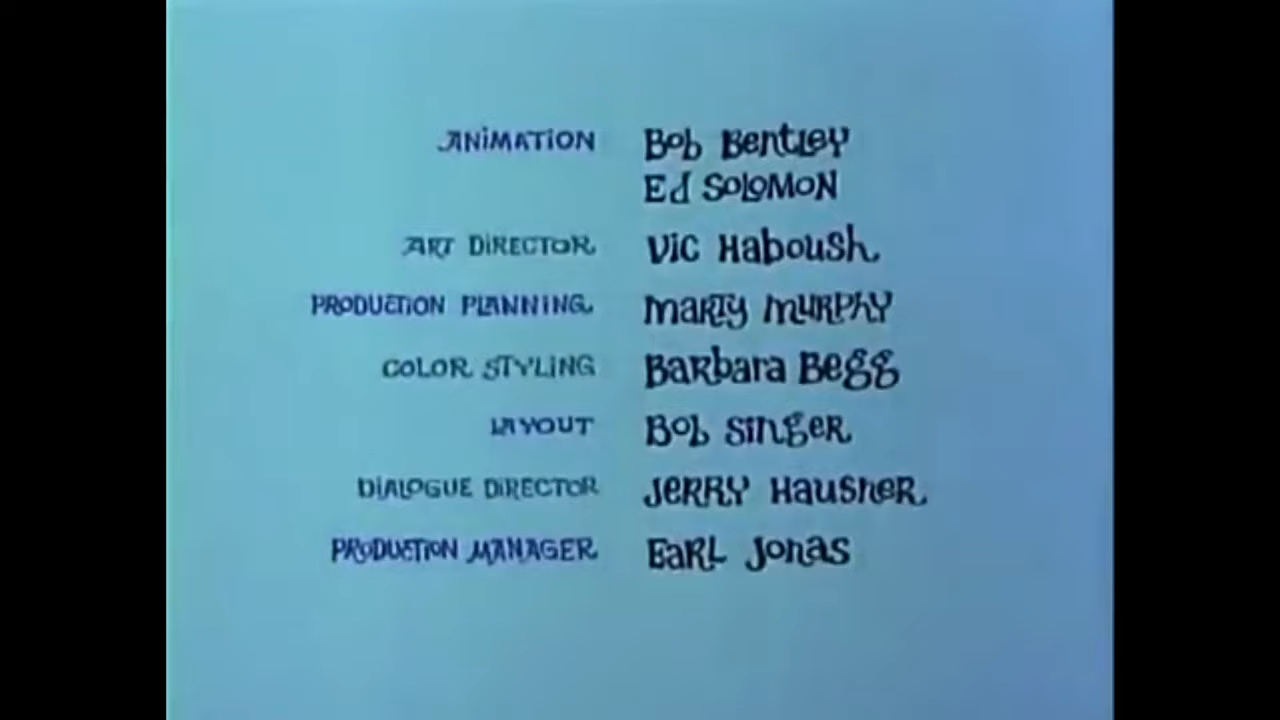 ANIMATION Bob Bentley
Ed Solomon
ART DIRECTOR Vic Haboush
PRODUCTION PLANNING Marty Murphy
COLOR STYLING Barbara Begg
LAYOUT Bob Singer
DIALOGUE DIRECTOR Jerry Hausner
PRODUCTION MANAGER Earl Jonas